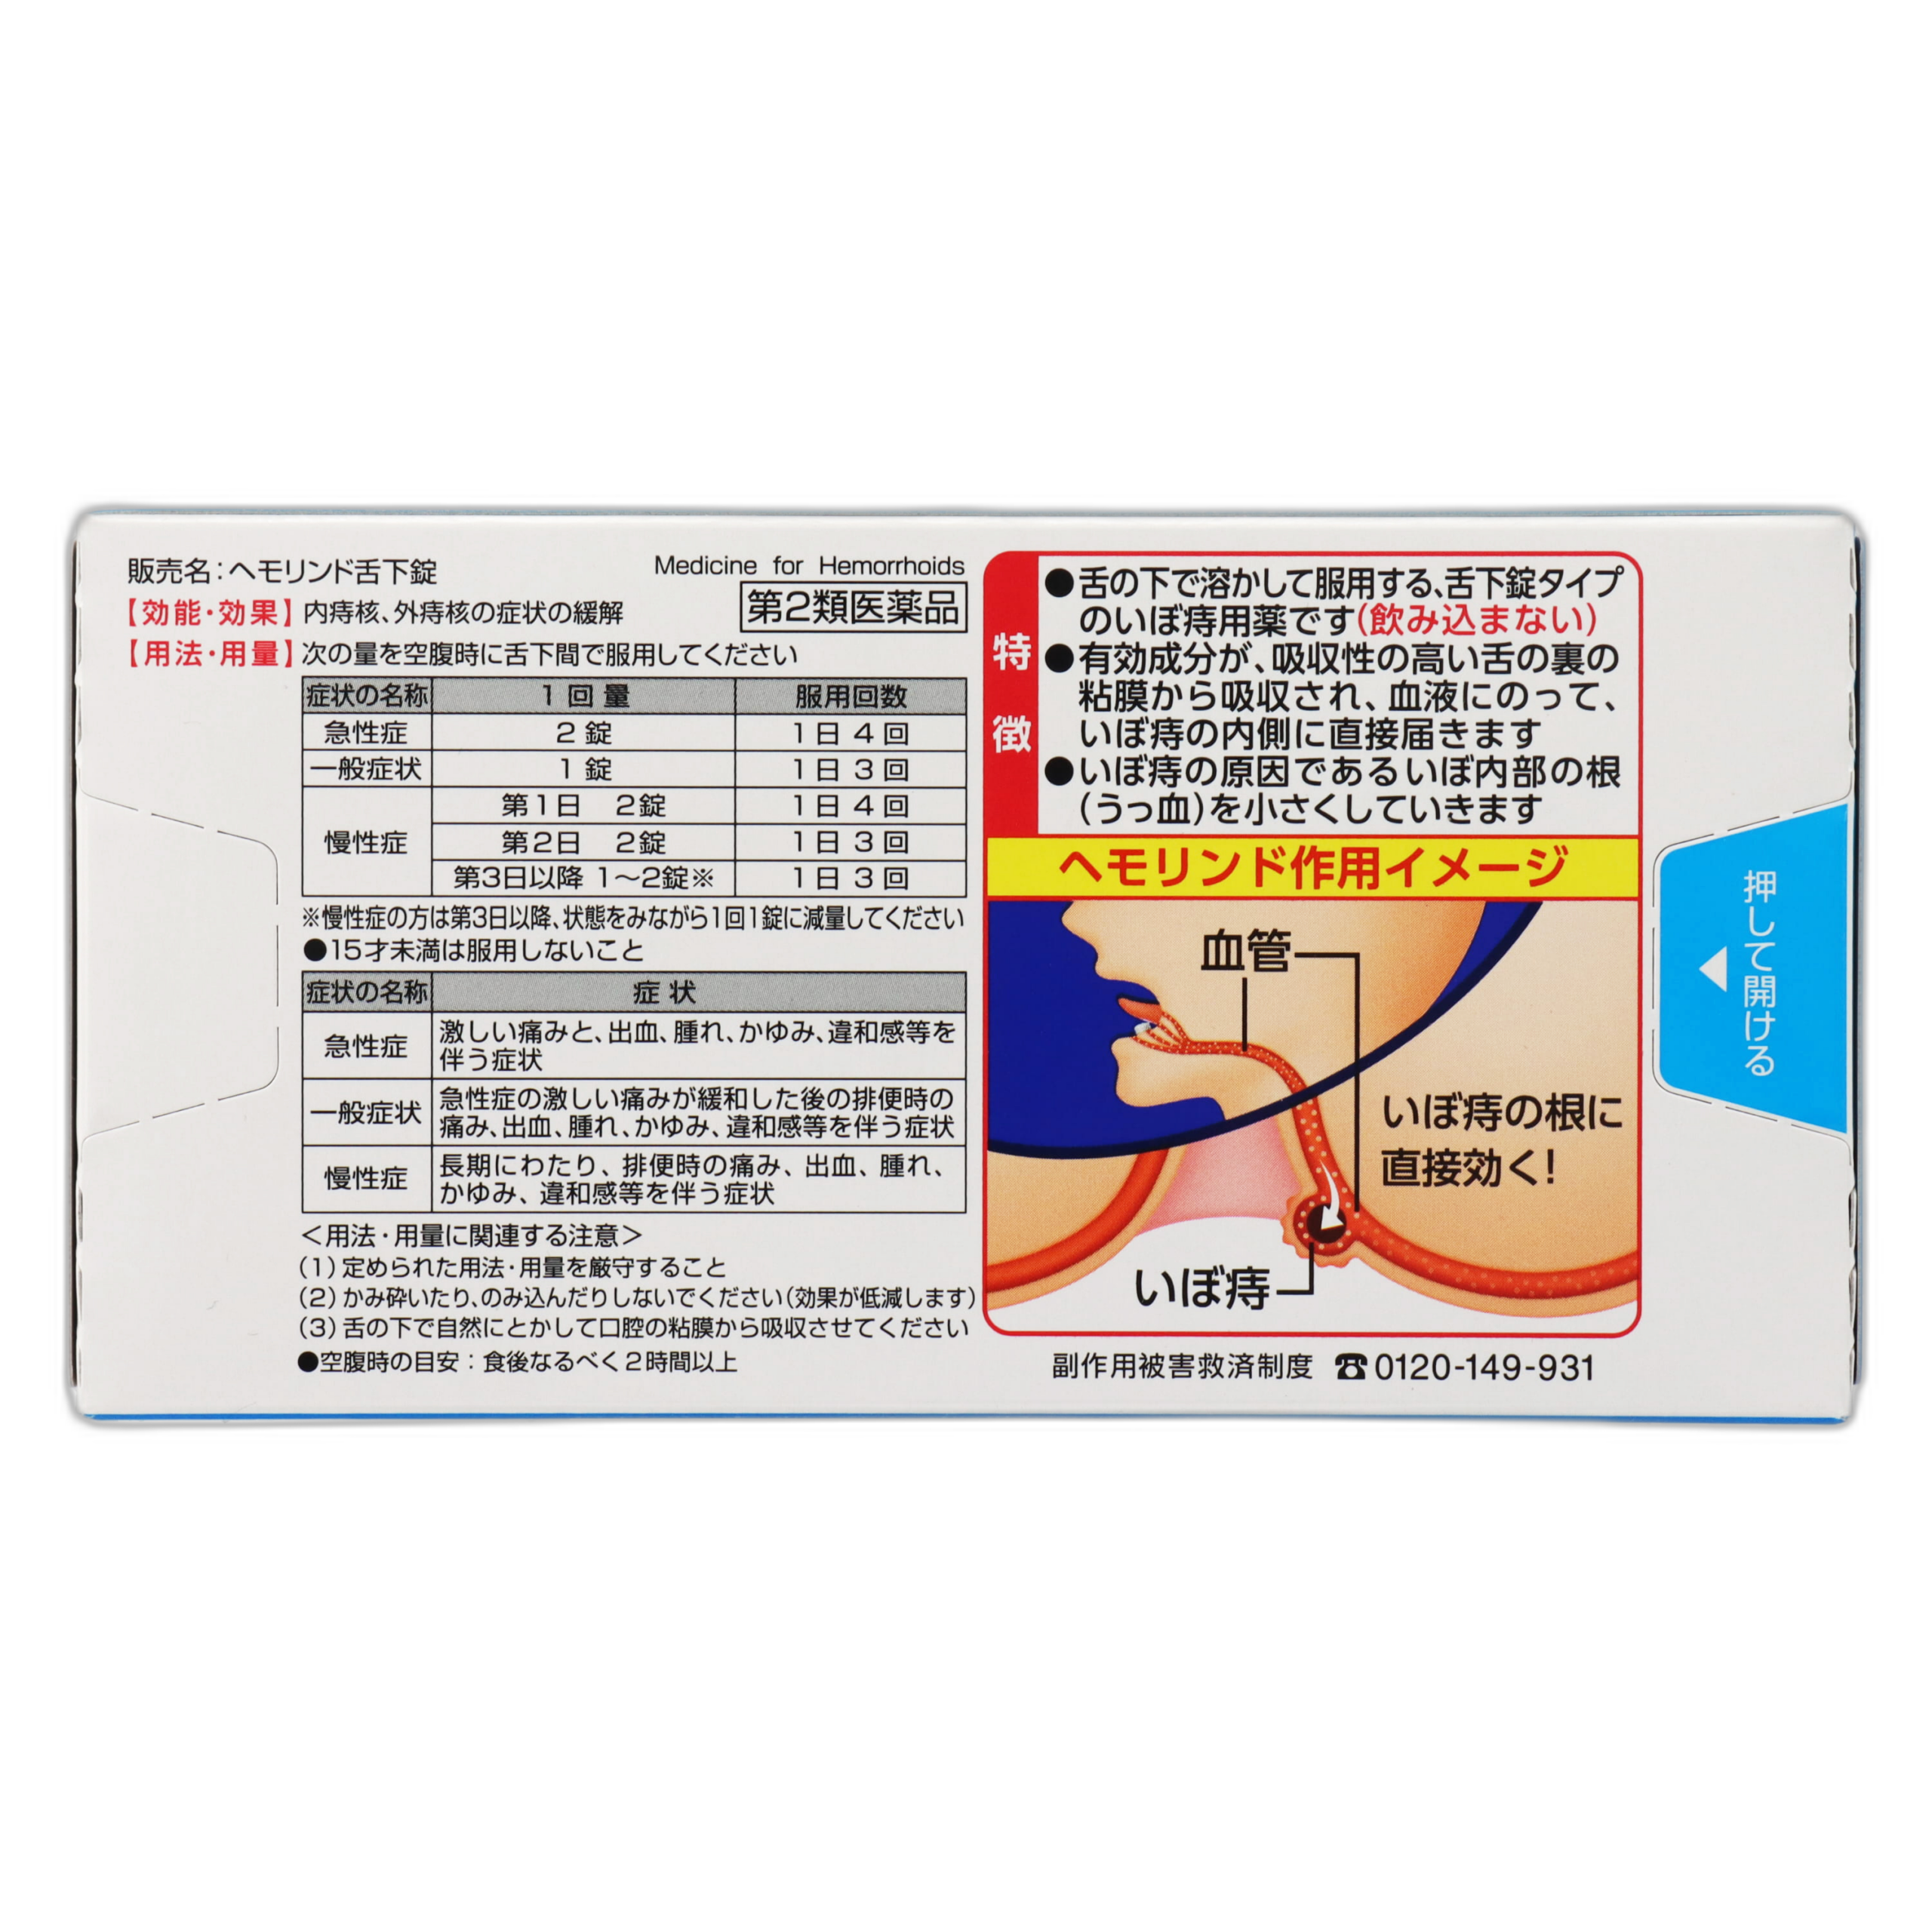 販売名：ヘモリンド舌下錠
Medicine for Hemorrhoids
【効能・効果】内痔核、外痔核の症状の緩解
第2類医薬品
【用法・用量】次の量を空腹時に舌下間で服用してください
症状の名称 1回量 服用回数
急性症 2錠 1日4回
一般症状 1錠 1日3回
慢性症 第1日 2錠 1日4回
第2日 2錠 1日3回
第3日以降 1〜2錠※ 1日3回
※慢性症の方は第3日以降、状態をみながら1回1錠に減量してください
●15才未満は服用しないこと
症状の名称 症状
急性症 激しい痛みと、出血、腫れ、かゆみ、違和感等を
伴う症状
一般症状 急性症の激しい痛みが緩和した後の排便時の
痛み、出血、腫れ、かゆみ、違和感等を伴う症状
慢性症 長期にわたり、排便時の痛み、出血、腫れ、
かゆみ、違和感等を伴う症状
＜用法・用量に関連する注意＞
(1)定められた用法・用量を厳守すること
(2)かみ砕いたり、のみ込んだりしないでください(効果が低減します)
(3)舌の下で自然にとかして口腔の粘膜から吸収させてください
●空腹時の目安：食後なるべく2時間以上
特徴
●舌の下で溶かして服用する、舌下錠タイプ
のいぼ痔用薬です(飲み込まない)
●有効成分が、吸収性の高い舌の裏の
粘膜から吸収され、血液にのって、
いぼ痔の内側に直接届きます
●いぼ痔の原因であるいぼ内部の根
(うっ血)を小さくしていきます
ヘモリンド作用イメージ
血管
いぼ痔の根に
直接効く!
いぼ痔
副作用被害救済制度 ☎0120-149-931
押して開ける